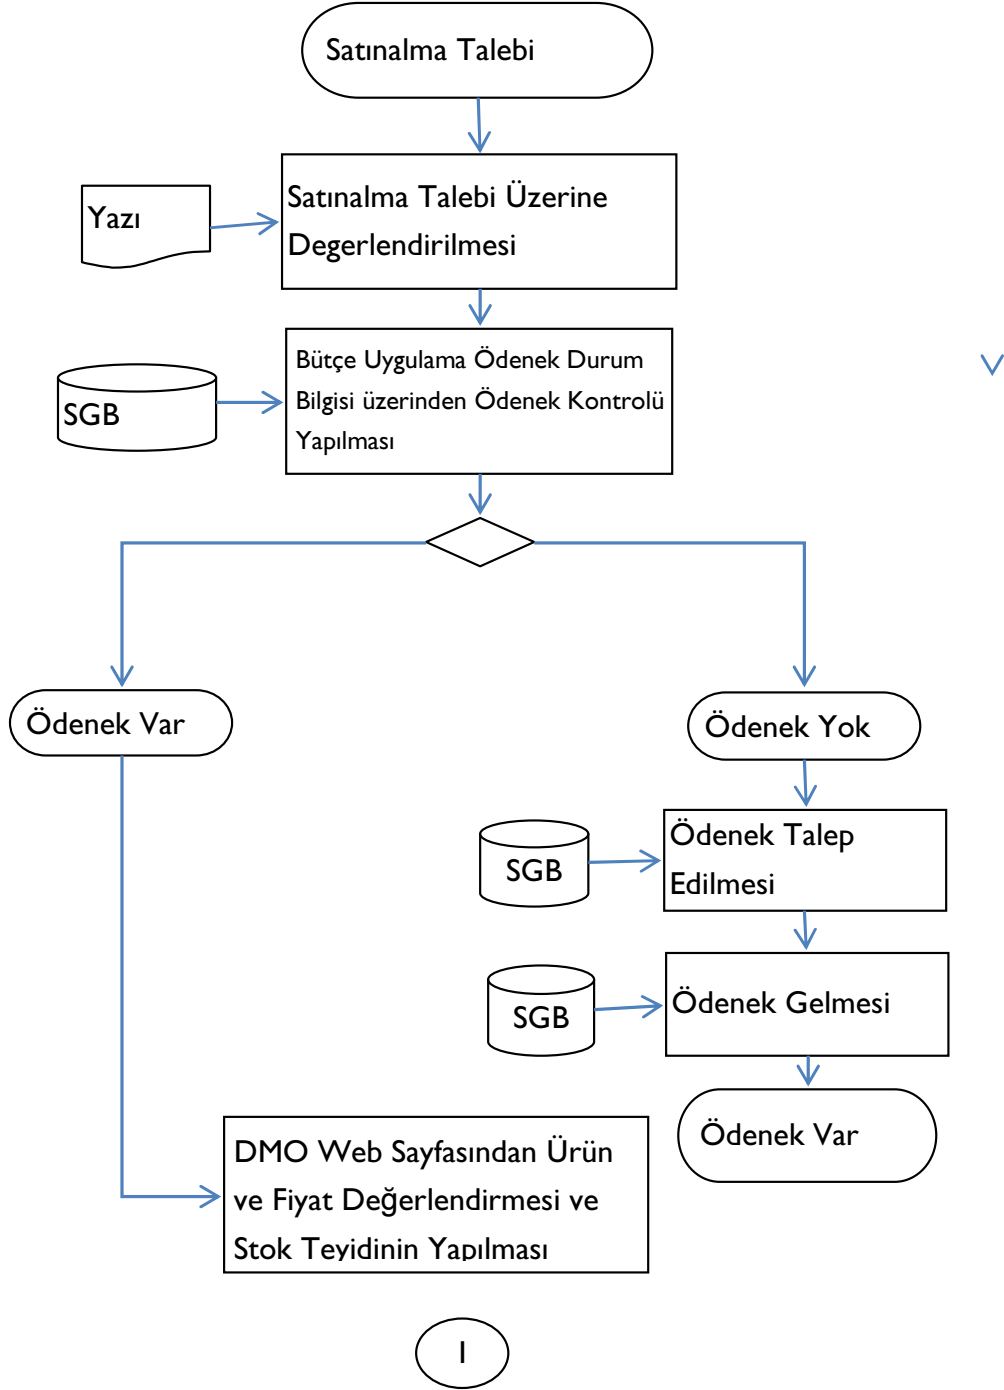 Satınalma Talebi
Yazı
Satınalma Talebi Üzerine
Degerlendirilmesi
SGB
Bütçe Uygulama Ödenek Durum
Bilgisi üzerinden Ödenek Kontrolü
Yapılması
Ödenek Var
Ödenek Yok
SGB
Ödenek Talep
Edilmesi
SGB
Ödenek Gelmesi
Ödenek Var
DMO Web Sayfasından Ürün
ve Fiyat Değerlendirmesi ve
Stok Teyidinin Yapılması
1